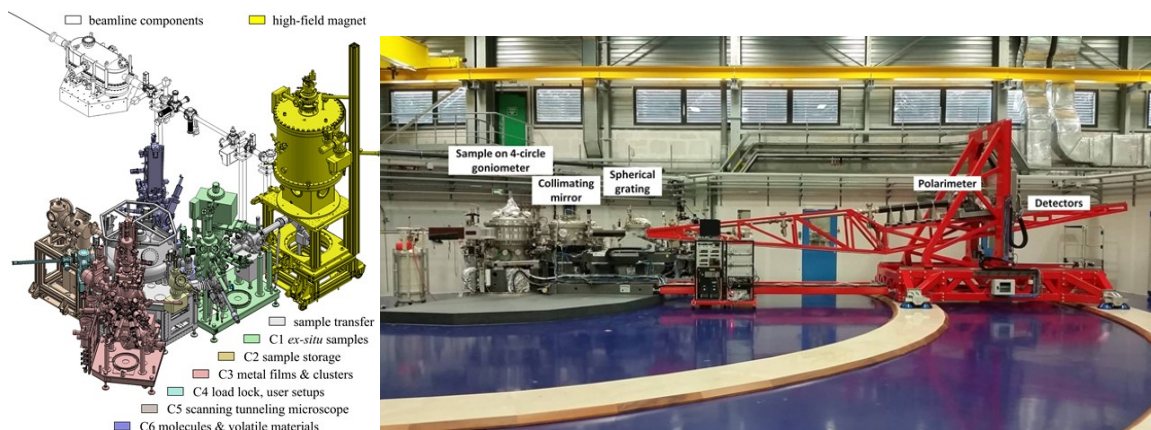 beamline components
high-field magnet
sample transfer
C1 ex-situ samples
C2 sample storage
C3 metal films & clusters
C4 load lock, user setups
C5 scanning tunneling microscope
C6 molecules & volatile materials
Sample on 4-circle
goniometer
Collimating
mirror
Spherical
grating
Polarimeter
Detectors